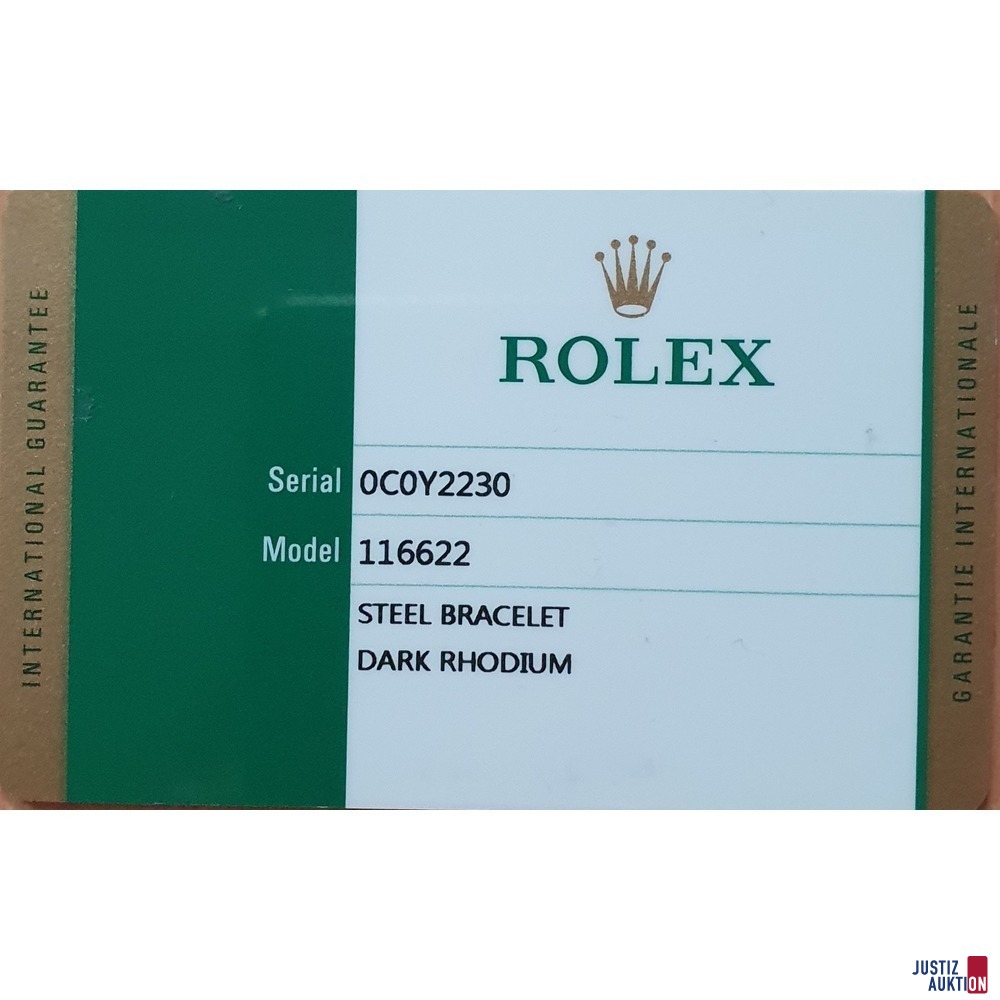 INTERNATIONAL GUARANTEE
ROLEX
Serial 0C0Y2230
Model 116622
STEEL BRACELET
DARK RHODIUM
GARANTIE INTERNATIONALE
JUSTIZ
AUKTION